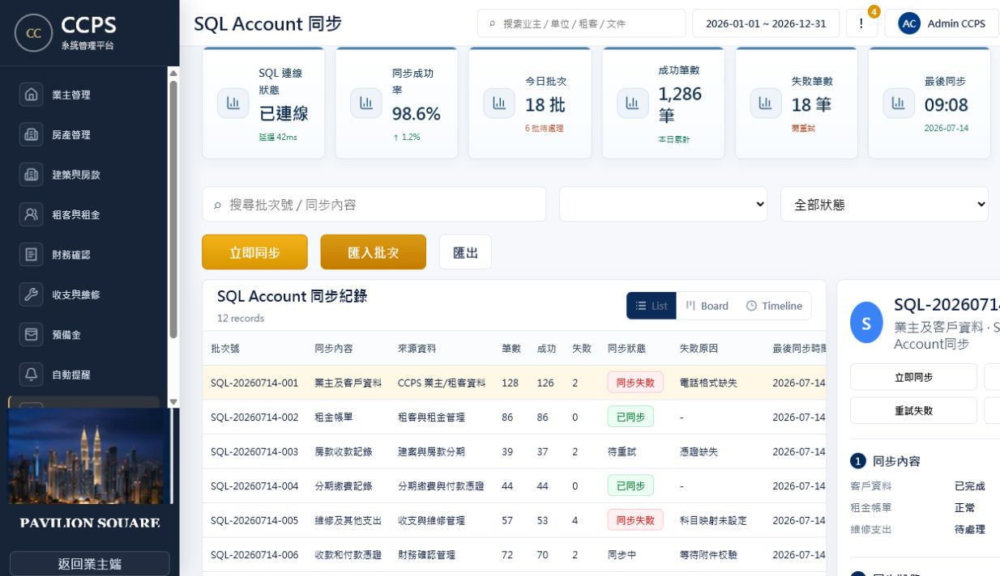 CC
CCPS
系統管理平台
業主管理
房產管理
建築與房款
租客與租金
財務確認
收支與維修
預備金
自動提醒
PAVILION SQUARE
返回業主端
SQL Account 同步
搜索业主 / 单位 / 租客 / 文件
2026-01-01 ~ 2026-12-31
!
4
AC
Admin CCPS
SQL 連線
狀態
已連線
延遲 42ms
同步成功
率
98.6%
↑ 1.2%
今日批次
18 批
6 批待處理
成功筆數
1,286
筆
本日累計
失敗筆數
18 筆
需重試
最後同步
09:08
2026-07-14
搜尋批次號 / 同步內容
全部狀態
立即同步
匯入批次
匯出
SQL Account 同步紀錄
12 records
List
Board
Timeline
批次號 同步內容 來源資料 筆數 成功 失敗 同步狀態 失敗原因 最後同步時間
SQL-20260714-001 業主及客戶資料 CCPS 業主/租客資料 128 126 2 同步失敗 電話格式缺失 2026-07-14
SQL-20260714-002 租金帳單 租客與租金管理 86 86 0 已同步 - 2026-07-14
SQL-20260714-003 房款收款記錄 建案與房款分期 39 37 2 待重試 憑證缺失 2026-07-14
SQL-20260714-004 分期繳費記錄 分期繳費與付款憑證 44 44 0 已同步 - 2026-07-14
SQL-20260714-005 維修及其他支出 收支與維修管理 57 53 4 同步失敗 科目映射未設定 2026-07-14
SQL-20260714-006 收款和付款憑證 財務確認管理 72 70 2 同步中 等待附件校驗 2026-07-14
S
SQL-2026071
業主及客戶資料 · S
Account同步
立即同步
重試失敗
1 同步內容
客戶資料 已完成
租金帳單 正常
維修支出 待處理